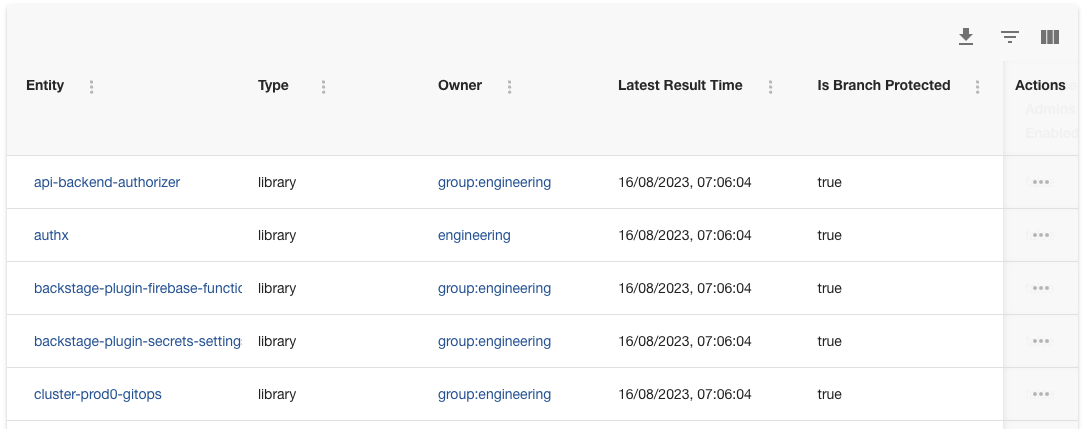 Entity Type Owner Latest Result Time Is Branch Protected Actions
Admins
Enabled
api-backend-authorizer library group:engineering 16/08/2023, 07:06:04 true
authx library engineering 16/08/2023, 07:06:04 true
backstage-plugin-firebase-functio library group:engineering 16/08/2023, 07:06:04 true
backstage-plugin-secrets-setting library group:engineering 16/08/2023, 07:06:04 true
cluster-prod0-gitops library group:engineering 16/08/2023, 07:06:04 true